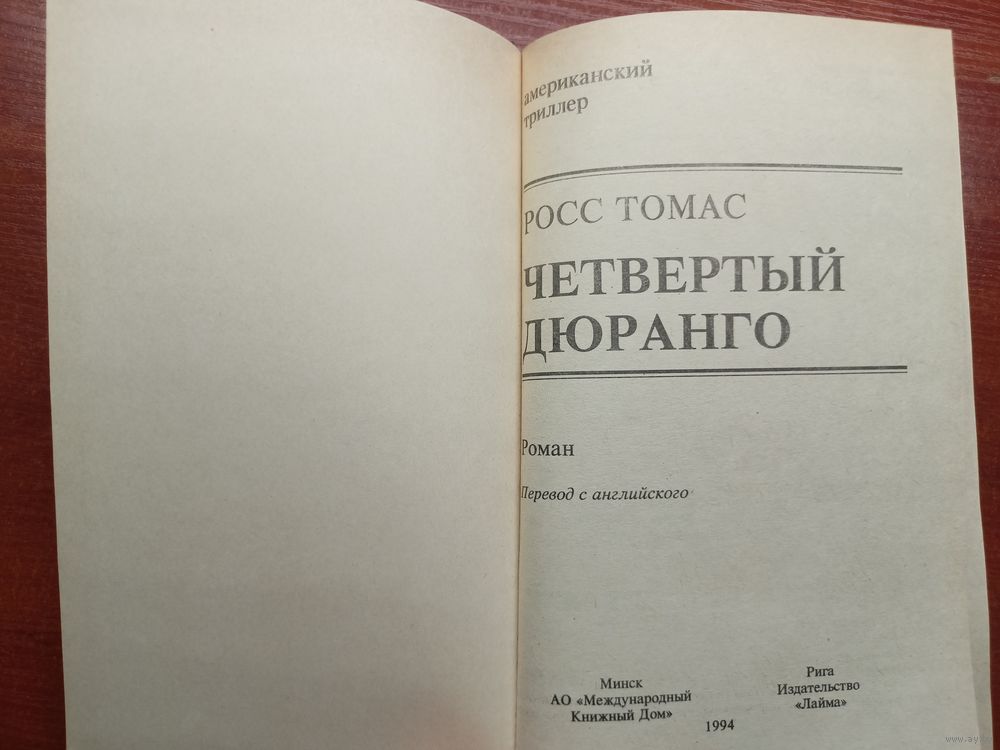 американский
триллер
РОСС ТОМАС
ЧЕТВЕРТЫЙ
ДЮРАНГО
Роман
Перевод с английского
Минск
АО «Международный
Книжный Дом»
Рига
Издательство
«Лайма»
1994